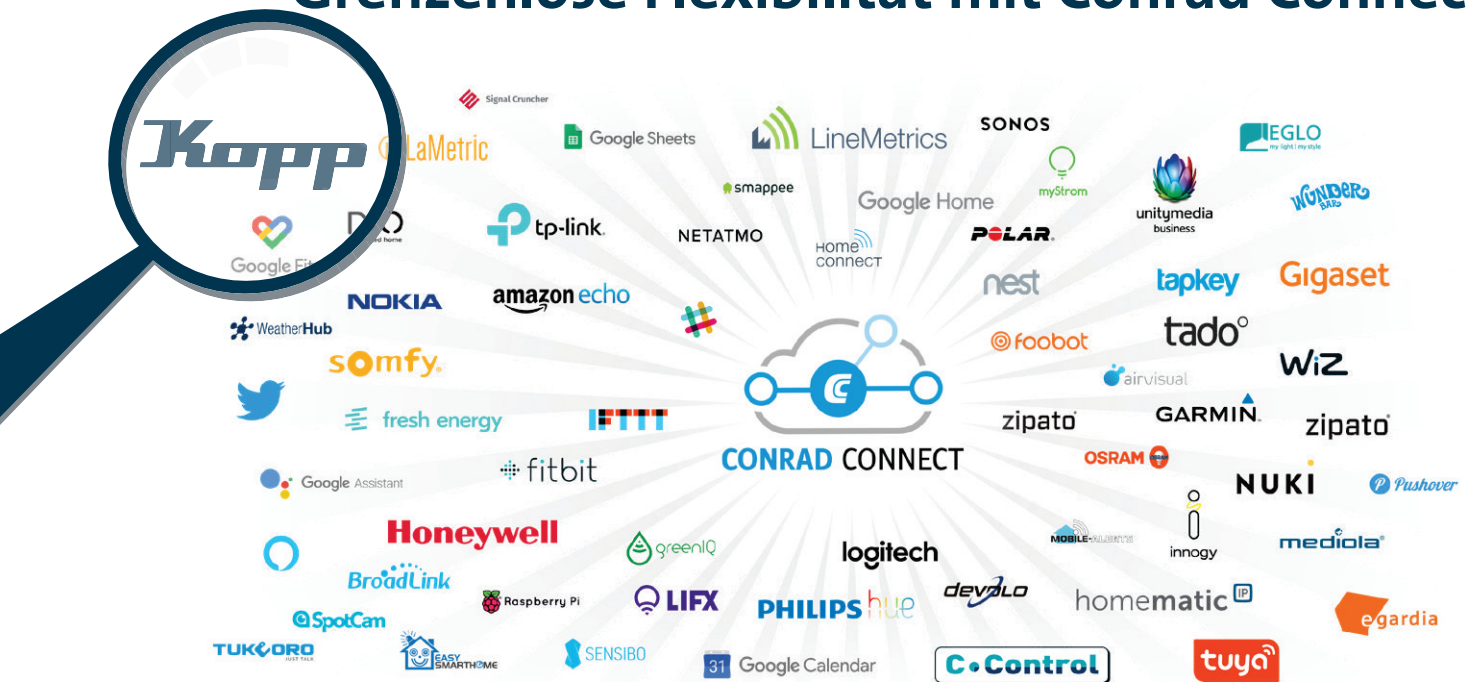 Grenzenlose Flexibilität mit Conrad Connec
Signal Cruncher
Kopp
LaMetric
Google Sheets
LineMetrics
SONOS
EGLO
my light | my style
smappee
myStrom
Google Home
unitymedia
business
WUNDER
BAR
tp-link
NETATMO
HOME
CONNECT
POLAR
Google Fit
nest
tapkey
Gigaset
NOKIA
amazon echo
WeatherHub
foobot
tado°
somfy
airvisual
WiZ
fresh energy
IFTTT
C
zipato
GARMIN
zipato
CONRAD CONNECT
OSRAM
Google Assistant
fitbit
NUKI
Pushover
Honeywell
greenIQ
logitech
MOBILE-ALERTS
innogy
mediola
BroadLink
Raspberry Pi
LIFX
PHILIPS hue
devolo
homematic IP
egardia
SpotCam
TUKOORO
JUST TALK
EASY
SMARTHOME
SENSIBO
31 Google Calendar
C•Control
tuya